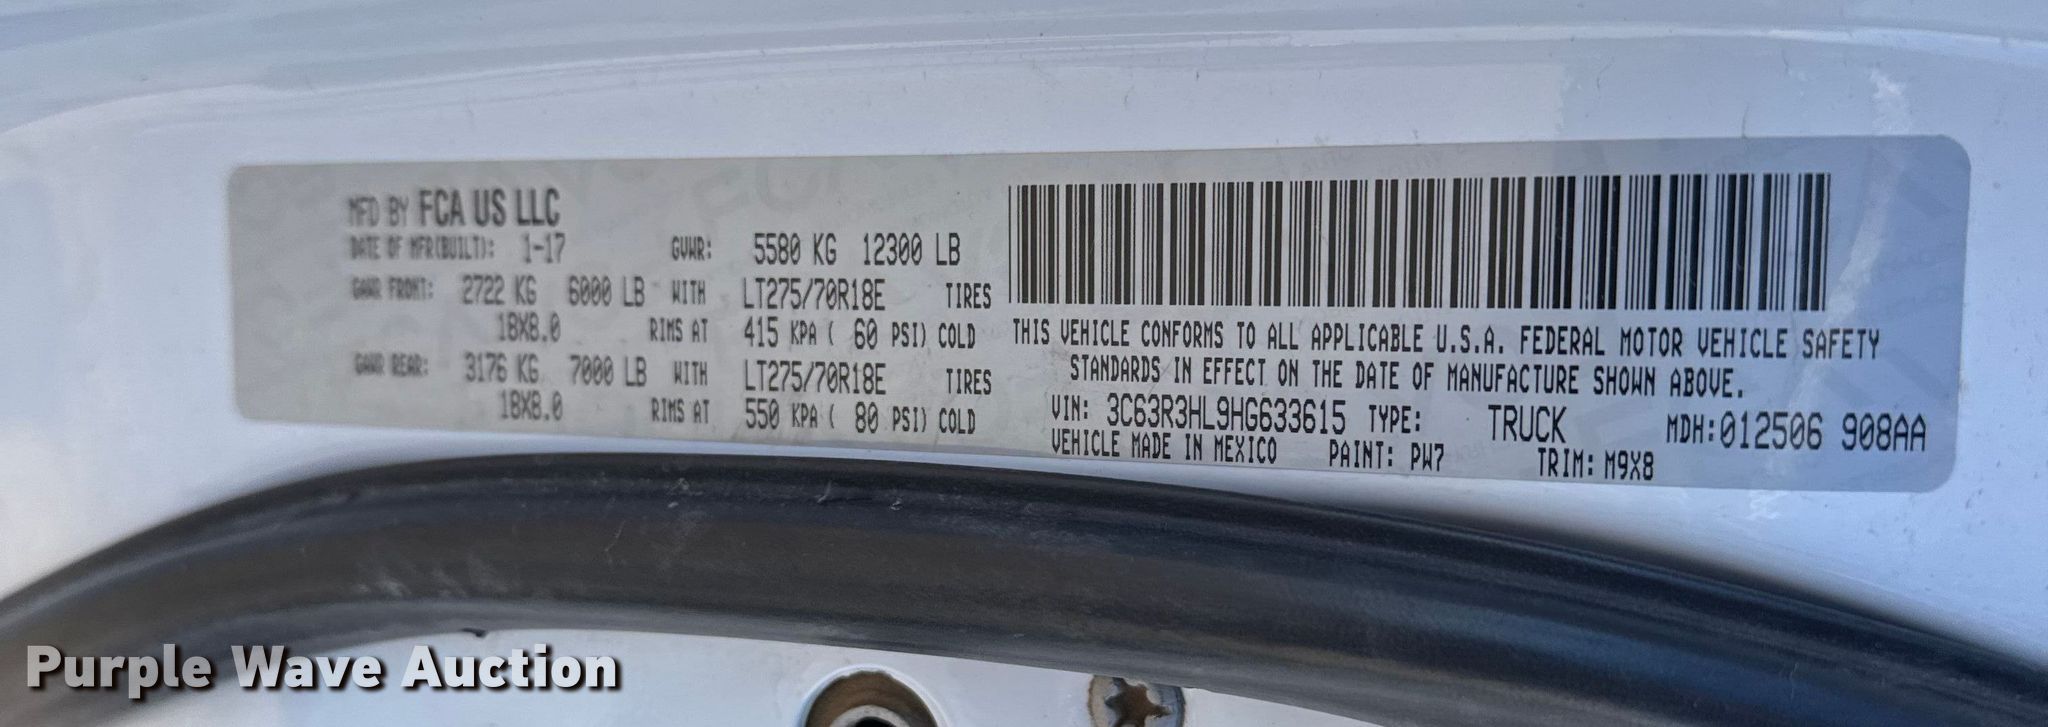 MFD BY FCA US LLC
DATE OF MFR(BUILT): 1-17 GVWR: 5580 KG 12300 LB
GAWR FRONT: 2722 KG 6000 LB WITH LT275/70R18E TIRES
18X8.0 RIMS AT 415 KPA ( 60 PSI) COLD
GAWR REAR: 3176 KG 7000 LB WITH LT275/70R18E TIRES
18X8.0 RIMS AT 550 KPA ( 80 PSI) COLD
THIS VEHICLE CONFORMS TO ALL APPLICABLE U.S.A. FEDERAL MOTOR VEHICLE SAFETY
STANDARDS IN EFFECT ON THE DATE OF MANUFACTURE SHOWN ABOVE.
VIN: 3C63R3HL9HG633615 TYPE: TRUCK MDH:012506 908AA
VEHICLE MADE IN MEXICO PAINT: PW7 TRIM: M9X8
Purple Wave Auction